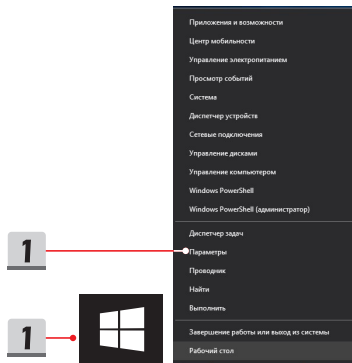 Приложения и возможности
Центр мобильности
Управление электропитанием
Просмотр событий
Система
Диспетчер устройств
Сетевые подключения
Управление дисками
Управление компьютером
Windows PowerShell
Windows PowerShell (администратор)
Диспетчер задач
1
Параметры
Проводник
Найти
Выполнить
1
Завершение работы или выход из системы
Рабочий стол